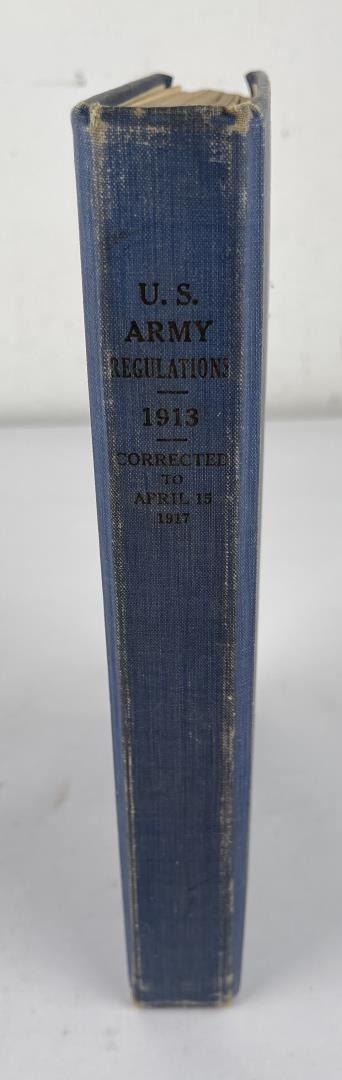 U. S.
ARMY
REGULATIONS
1913
CORRECTED
TO
APRIL 15
1917